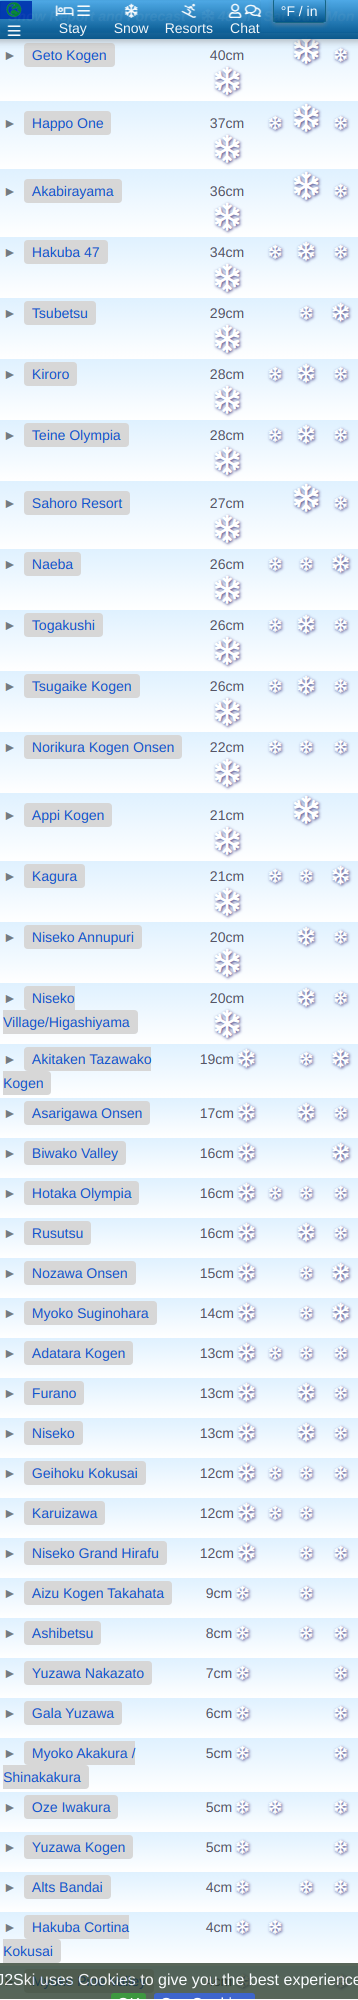 Stay Snow Resorts Chat °F / in
Geto Kogen 40cm
Happo One 37cm
Akabirayama 36cm
Hakuba 47 34cm
Tsubetsu 29cm
Kiroro 28cm
Teine Olympia 28cm
Sahoro Resort 27cm
Naeba 26cm
Togakushi 26cm
Tsugaike Kogen 26cm
Norikura Kogen Onsen 22cm
Appi Kogen 21cm
Kagura 21cm
Niseko Annupuri 20cm
Niseko 20cm
Village/Higashiyama
Akitaken Tazawako 19cm
Kogen
Asarigawa Onsen 17cm
Biwako Valley 16cm
Hotaka Olympia 16cm
Rusutsu 16cm
Nozawa Onsen 15cm
Myoko Suginohara 14cm
Adatara Kogen 13cm
Furano 13cm
Niseko 13cm
Geihoku Kokusai 12cm
Karuizawa 12cm
Niseko Grand Hirafu 12cm
Aizu Kogen Takahata 9cm
Ashibetsu 8cm
Yuzawa Nakazato 7cm
Gala Yuzawa 6cm
Myoko Akakura / 5cm
Shinakakura
Oze Iwakura 5cm
Yuzawa Kogen 5cm
Alts Bandai 4cm
Hakuba Cortina 4cm
Kokusai
J2Ski uses Cookies to give you the best experience